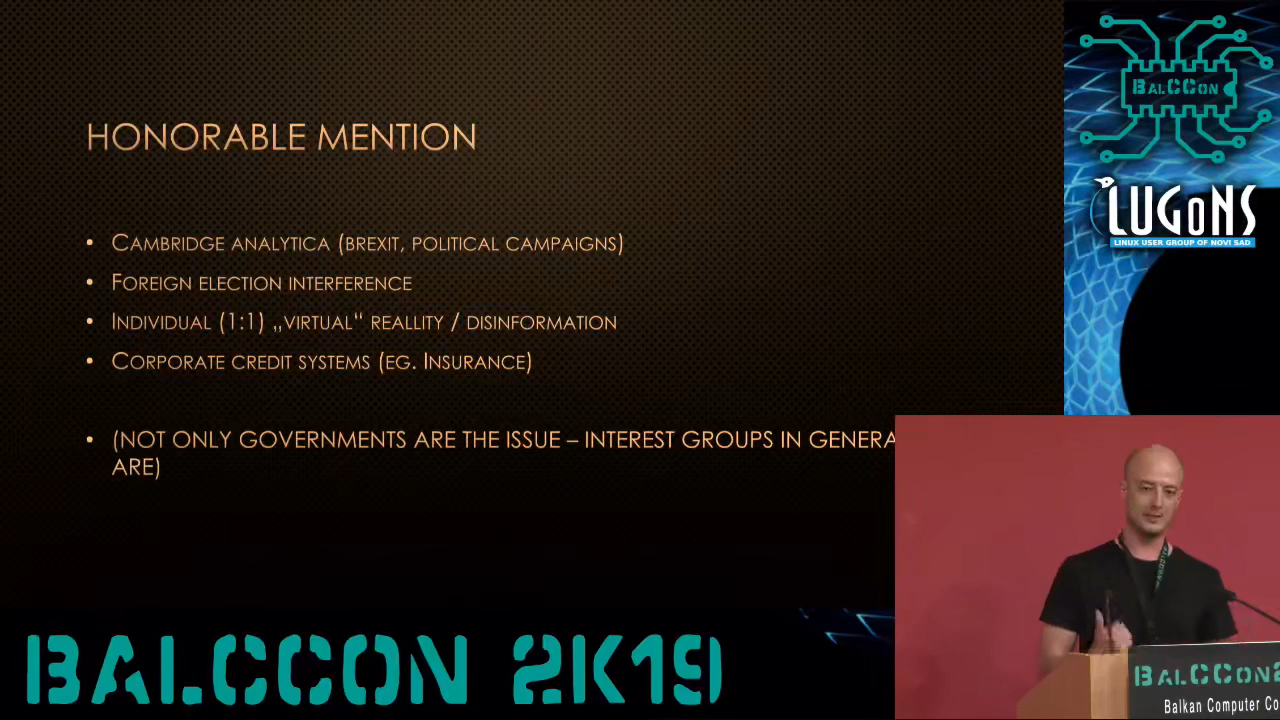 HONORABLE MENTION
• CAMBRIDGE ANALYTICA (BREXIT, POLITICAL CAMPAIGNS)
• FOREIGN ELECTION INTERFERENCE
• INDIVIDUAL (1:1) „VIRTUAL“ REALLITY / DISINFORMATION
• CORPORATE CREDIT SYSTEMS (EG. INSURANCE)
• (NOT ONLY GOVERNMENTS ARE THE ISSUE – INTEREST GROUPS IN GENERA
ARE)
BALCCON
LUGONS
LINUX USER GROUP OF NOVI SAD
BALCCON 2K19
BALCCON2
Balkan Computer Co